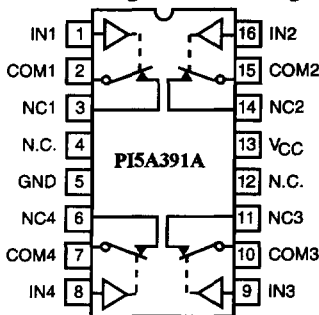 IN1 1 16 IN2
COM1 2 15 COM2
NC1 3 14 NC2
N.C. 4 PI5A391A 13 VCC
GND 5 12 N.C.
NC4 6 11 NC3
COM4 7 10 COM3
IN4 8 9 IN3